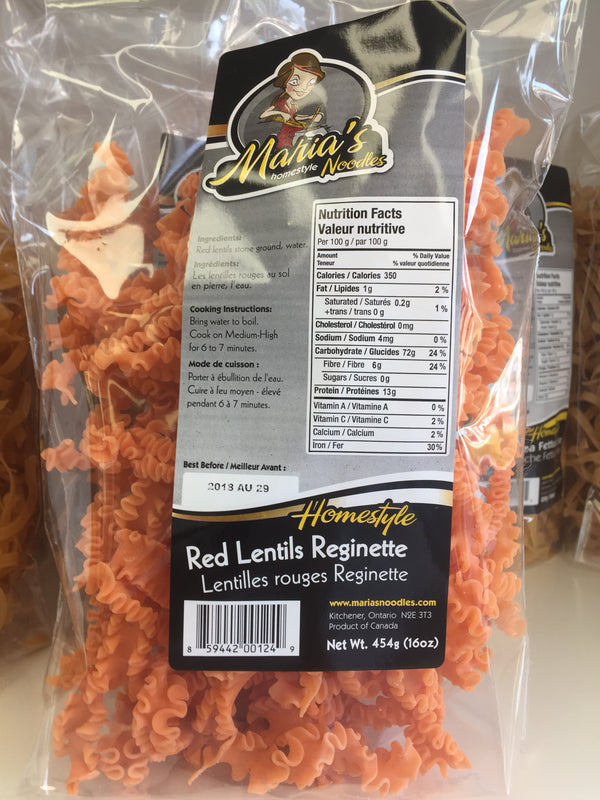 Maria's
homestyle Noodles
Ingredients:
Red lentils stone ground, water.
Ingrédients:
Les lentilles rouges au sol
en pierre, l'eau.
Cooking Instructions:
Bring water to boil.
Cook on Medium-High
for 6 to 7 minutes.
Mode de cuisson :
Porter à ébullition de l'eau.
Cuire à feu moyen - élevé
pendant 6 à 7 minutes.
Nutrition Facts
Valeur nutritive
Per 100 g / par 100 g
Amount % Daily Value
Teneur % valeur quotidienne
Calories / Calories 350
Fat / Lipides 1g 2 %
Saturated / Saturés 0.2g
+trans / trans 0 g 1 %
Cholesterol / Cholestérol 0mg
Sodium / Sodium 4mg 0 %
Carbohydrate / Glucides 72g 24 %
Fibre / Fibre 6g 24 %
Sugars / Sucres 0g
Protein / Protéines 13g
Vitamin A / Vitamine A 0 %
Vitamin C / Vitamine C 2 %
Calcium / Calcium 2 %
Iron / Fer 30%
Best Before / Meilleur Avant :
2018 AU 29
Homestyle
Red Lentils Reginette
Lentilles rouges Reginette
www.mariasnoodles.com
Kitchener, Ontario N2E 3T3
Product of Canada
Net Wt. 454g (16oz)
8 59442 00124 9